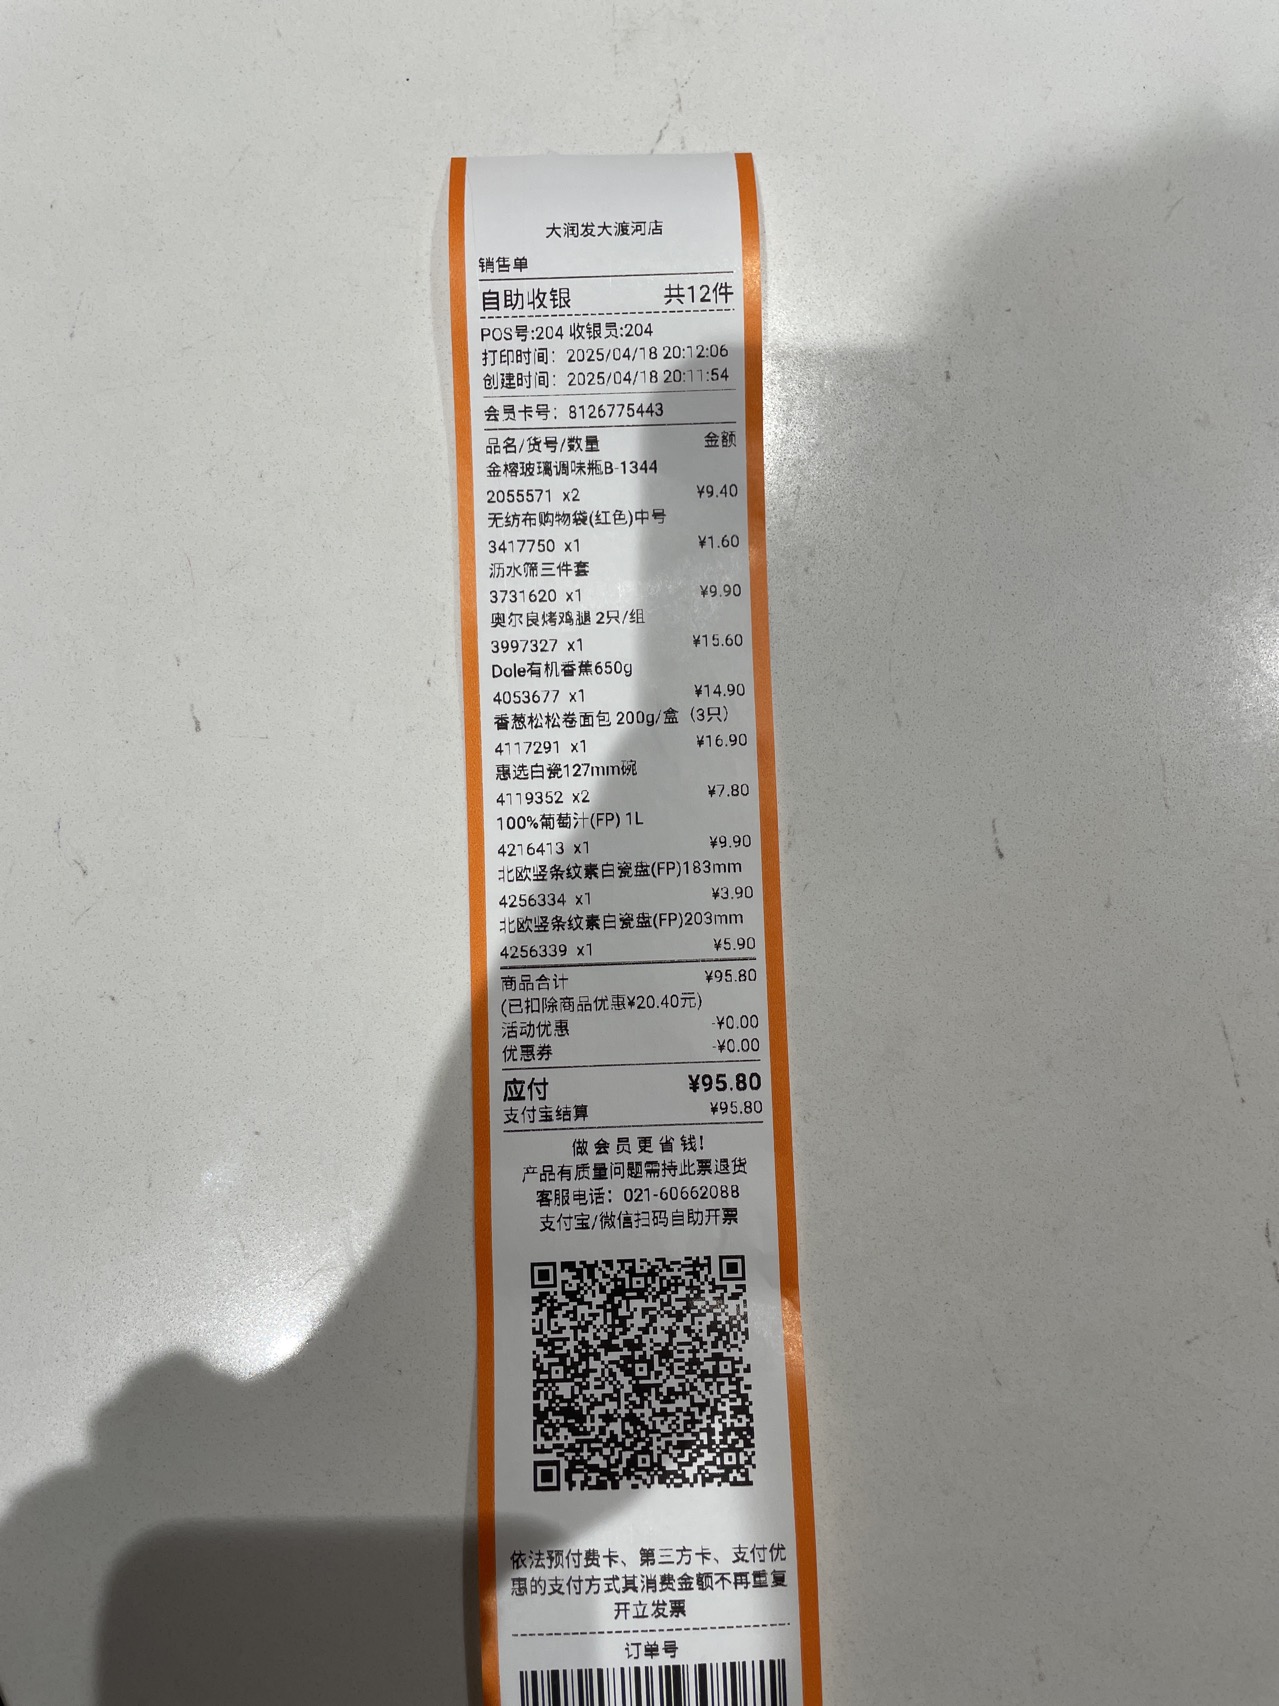 大润发大渡河店
销售单
自助收银 共12件
POS号:204 收银员:204
打印时间: 2025/04/18 20:12:06
创建时间: 2025/04/18 20:11:54
会员卡号: 8126775443
品名/货号/数量 金额
金榕玻璃调味瓶B-1344
2055571 x2 ¥9.40
无纺布购物袋(红色)中号
3417750 x1 ¥1.60
沥水筛三件套
3731620 x1 ¥9.90
奥尔良烤鸡腿 2只/组
3997327 x1 ¥15.60
Dole有机香蕉650g
4053677 x1 ¥14.90
香葱松松卷面包 200g/盒（3只）
4117291 x1 ¥16.90
惠选白瓷127mm碗
4119352 x2 ¥7.80
100%葡萄汁(FP) 1L
4216413 x1 ¥9.90
北欧竖条纹素白瓷盘(FP)183mm
4256334 x1 ¥3.90
北欧竖条纹素白瓷盘(FP)203mm
4256339 x1 ¥5.90
商品合计 ¥95.80
(已扣除商品优惠¥20.40元)
活动优惠 -¥0.00
优惠券 -¥0.00
应付 ¥95.80
支付宝结算 ¥95.80
做会员更省钱!
产品有质量问题需持此票退货
客服电话: 021-60662088
支付宝/微信扫码自助开票
依法预付费卡、第三方卡、支付优
惠的支付方式其消费金额不再重复
开立发票
订单号